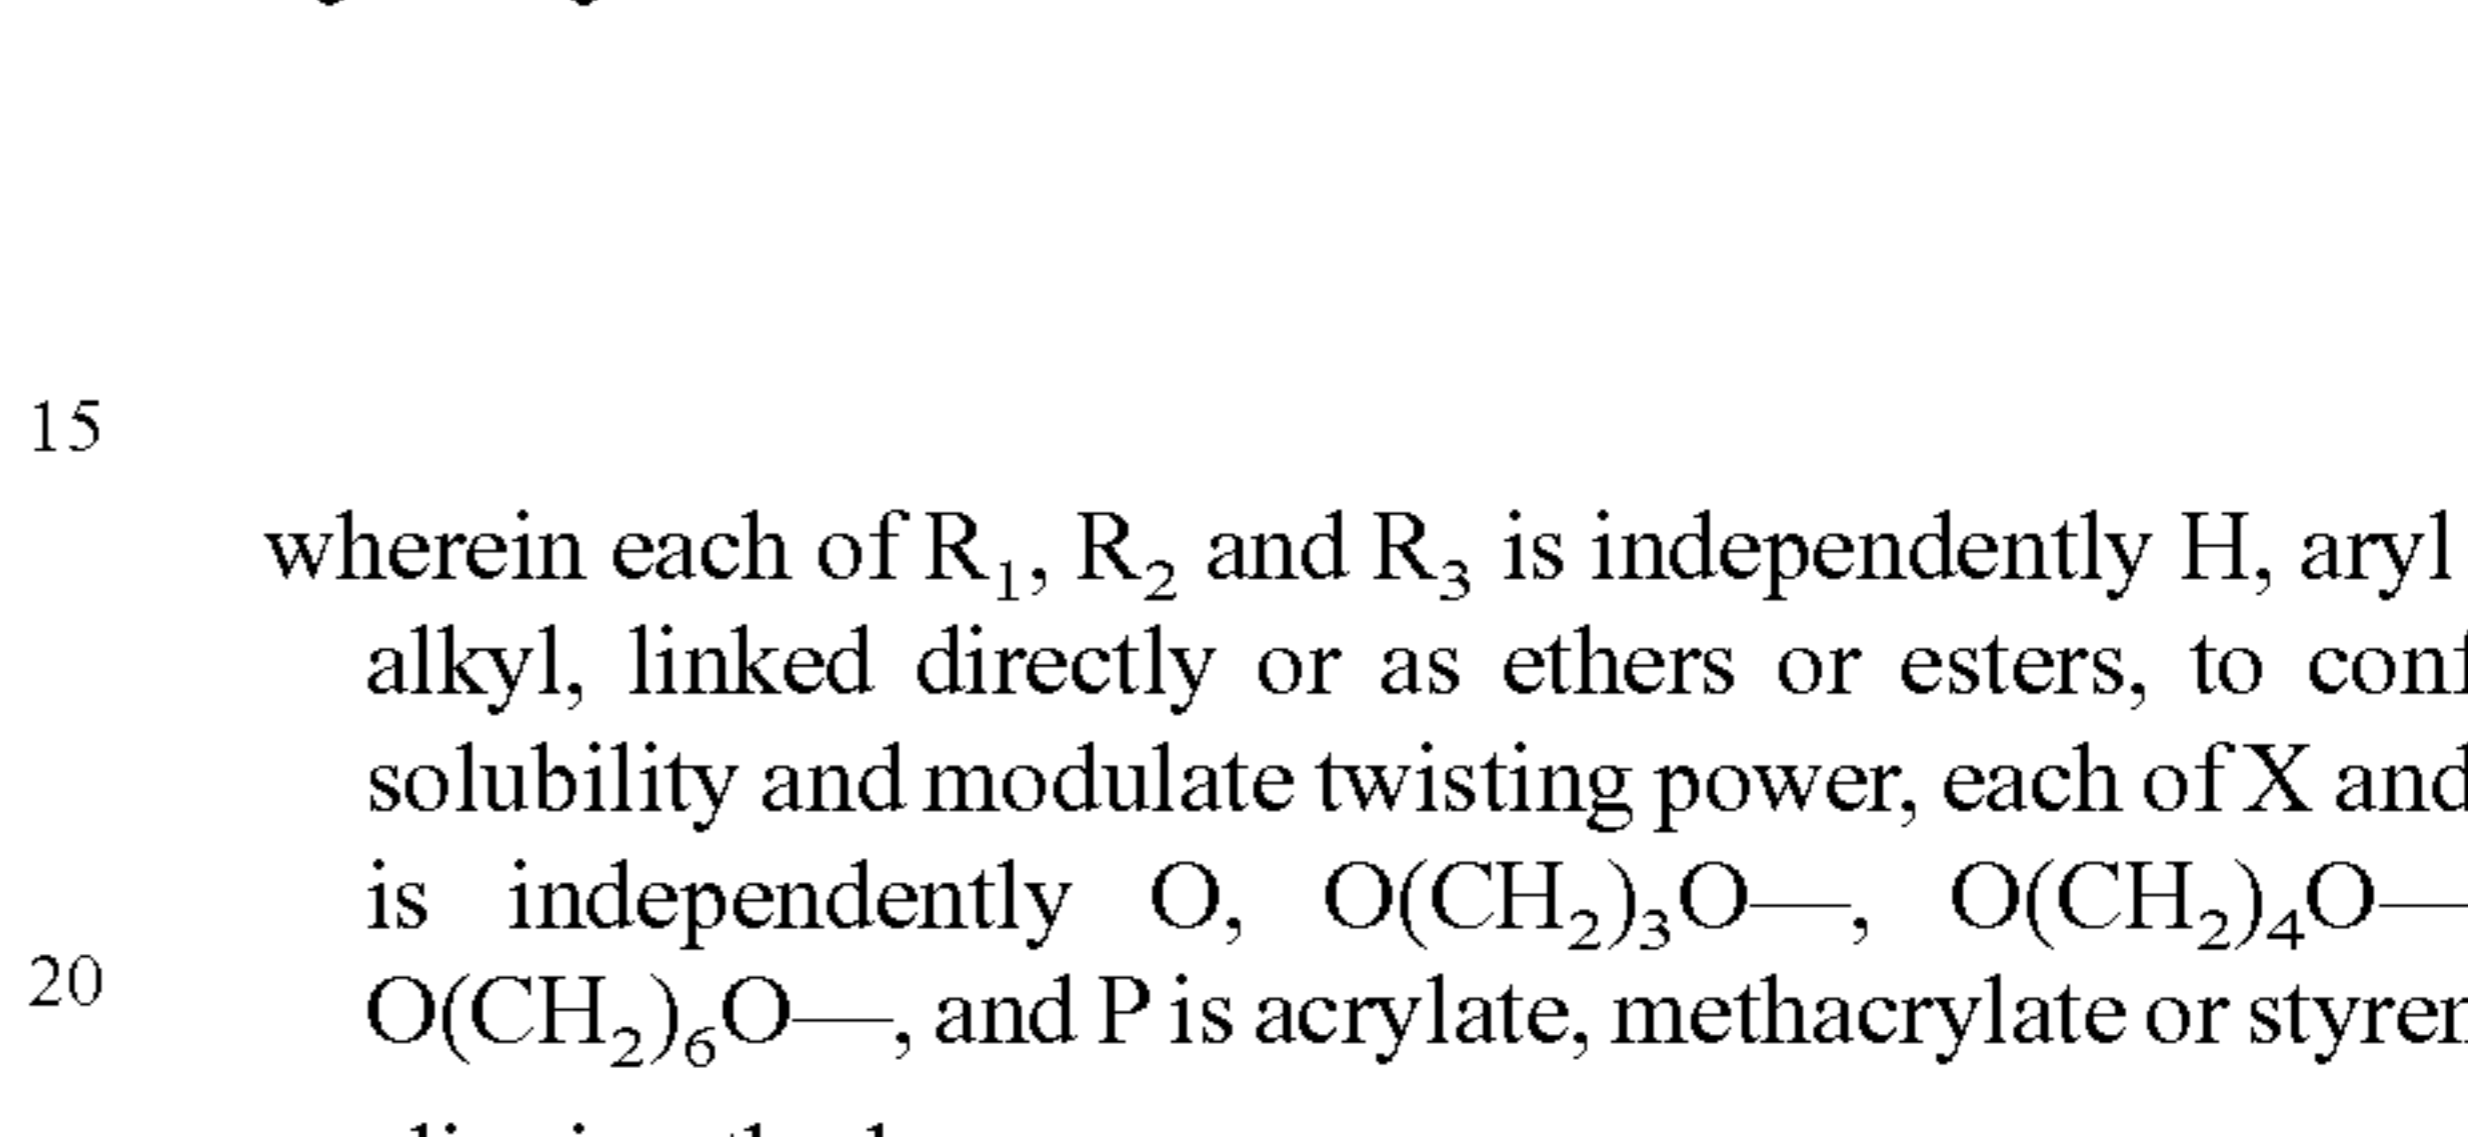 15
wherein each of R₁, R₂ and R₃ is independently H, aryl
alkyl, linked directly or as ethers or esters, to
solubility and modulate twisting power, each of X and
is independently O, O(CH₂)₃O—, O(CH₂)₄O—
20
O(CH₂)₆O—, and P is acrylate, methacrylate or